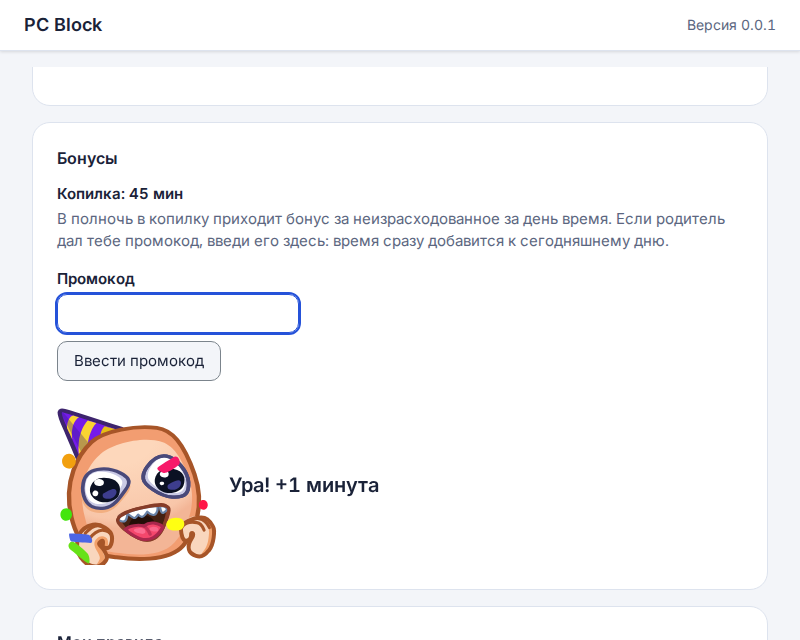 PC Block
Версия 0.0.1
Бонусы
Копилка: 45 мин
В полночь в копилку приходит бонус за неизрасходованное за день время. Если родитель
дал тебе промокод, введи его здесь: время сразу добавится к сегодняшнему дню.
Промокод
Ввести промокод
Ура! +1 минута